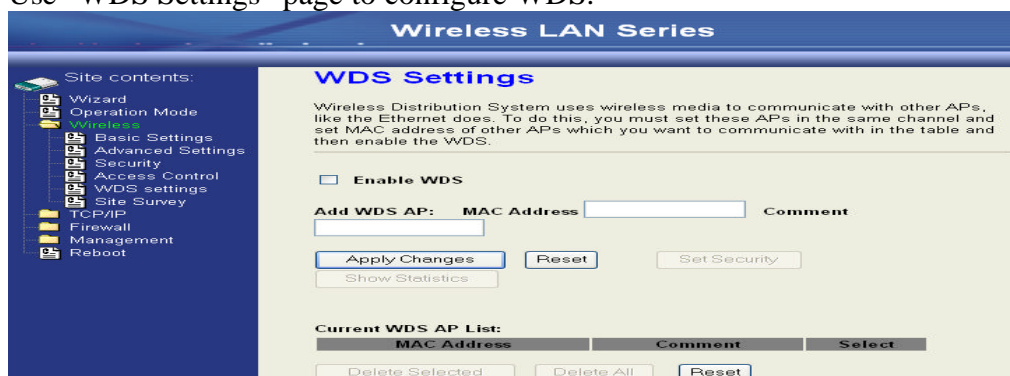 Use "WDS Settings" page to configure WDS.
Wireless LAN Series
Site contents:
Wizard
Operation Mode
Wireless
Basic Settings
Advanced Settings
Security
Access Control
WDS settings
Site Survey
TCP/IP
Firewall
Management
Reboot
WDS Settings
Wireless Distribution System uses wireless media to communicate with other APs,
like the Ethernet does. To do this, you must set these APs in the same channel and
set MAC address of other APs which you want to communicate with in the table and
then enable the WDS.
Enable WDS
Add WDS AP: MAC Address Comment
Apply Changes Reset Set Security
Show Statistics
Current WDS AP List:
MAC Address Comment Select
Delete Selected Delete All Reset